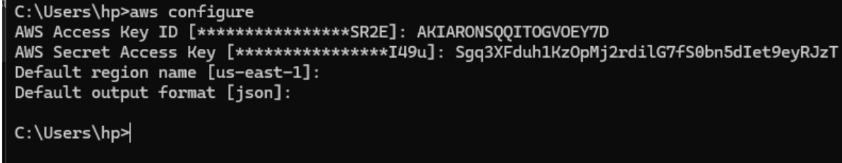 C:\Users\hp>aws configure
AWS Access Key ID [****************SR2E]: AKIARONSQQITOGVOEY7D
AWS Secret Access Key [****************I49u]: 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
Default region name [us-east-1]:
Default output format [json]:
C:\Users\hp>